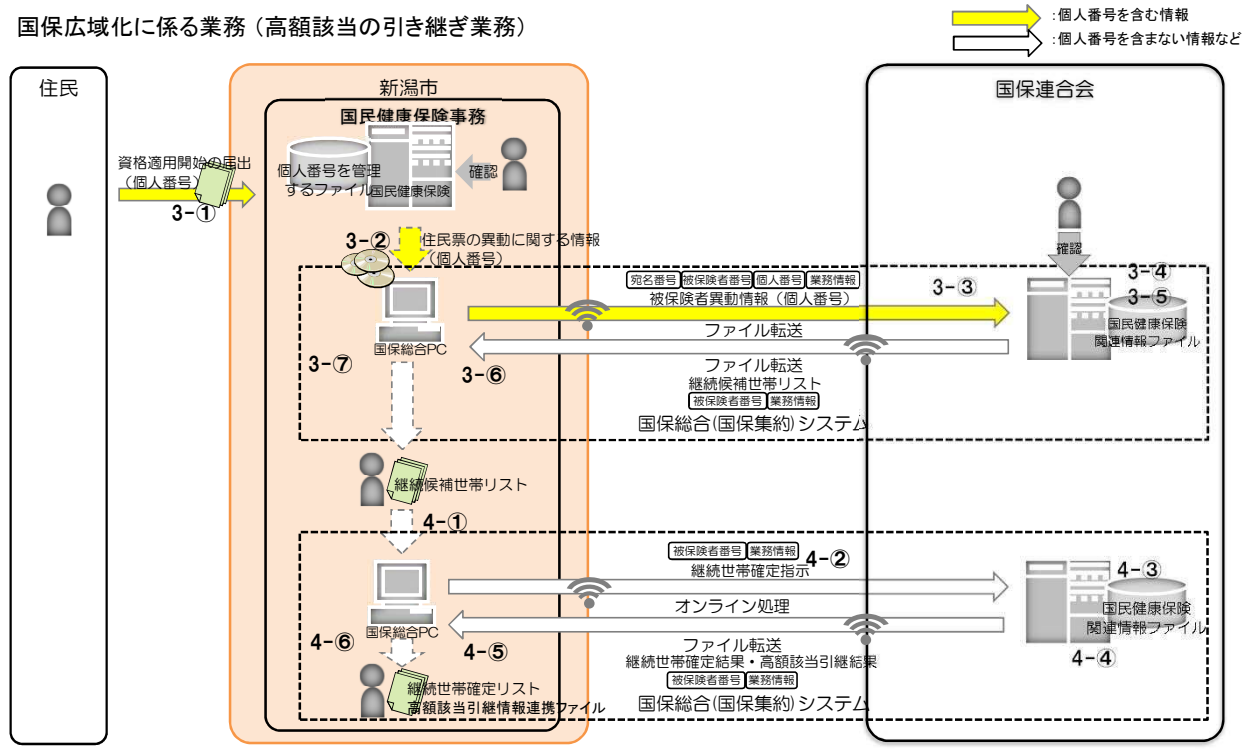 国保広域化に係る業務（高額該当の引き継ぎ業務）
：個人番号を含む情報
：個人番号を含まない情報など
住民
新潟市
国保連合会
国民健康保険事務
資格適用開始の届出
（個人番号）
3-①
個人番号を管理
するファイル
国民健康保険
確認
3-②
住民票の異動に関する情報
（個人番号）
確認
宛名番号 被保険者番号 個人番号 業務情報
被保険者異動情報（個人番号）
3-③
3-④
3-⑤
国民健康保険
関連情報ファイル
ファイル転送
国保総合PC
3-⑦
3-⑥
ファイル転送
継続候補世帯リスト
被保険者番号 業務情報
国保総合(国保集約)システム
継続候補世帯リスト
4-①
被保険者番号 業務情報
4-②
継続世帯確定指示
4-③
オンライン処理
国民健康保険
関連情報ファイル
国保総合PC
4-⑥
4-⑤
4-④
ファイル転送
継続世帯確定結果・高額該当引継結果
被保険者番号 業務情報
国保総合(国保集約)システム
継続世帯確定リスト
高額該当引継情報連携ファイル